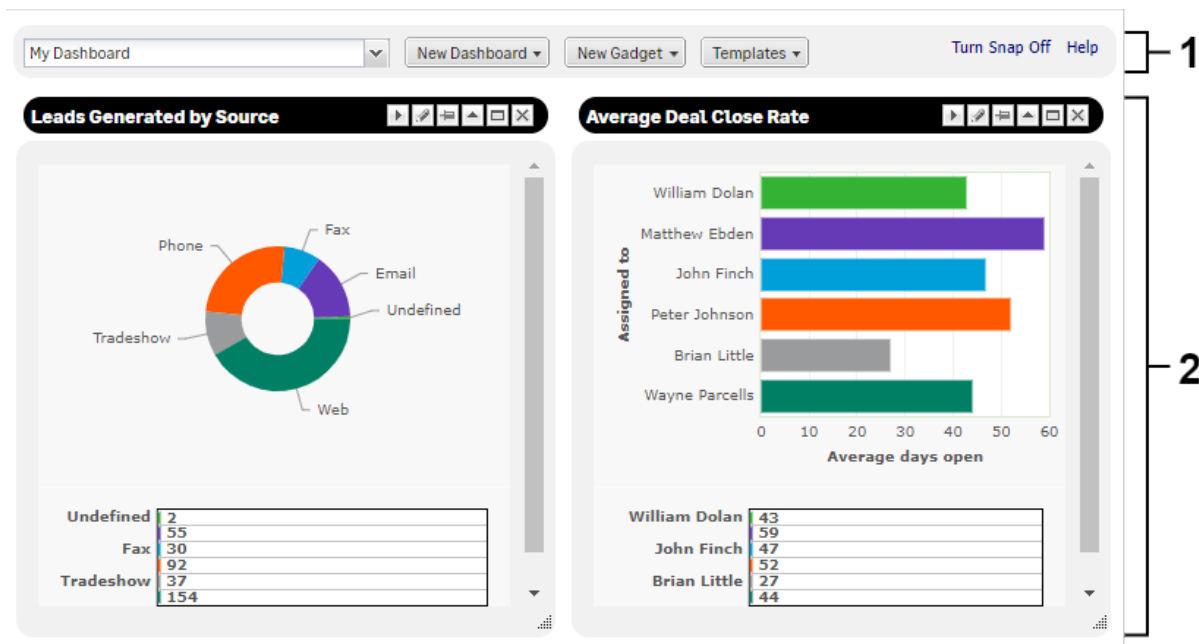 My Dashboard New Dashboard New Gadget Templates Turn Snap Off Help
1
Leads Generated by Source
Fax
Phone
Email
Undefined
Tradeshow
Web
Undefined 2
55
Fax 30
92
Tradeshow 37
154
Average Deal Close Rate
Assigned to
William Dolan
Matthew Ebden
John Finch
Peter Johnson
Brian Little
Wayne Parcells
0 10 20 30 40 50 60
Average days open
William Dolan 43
59
John Finch 47
52
Brian Little 27
44
2